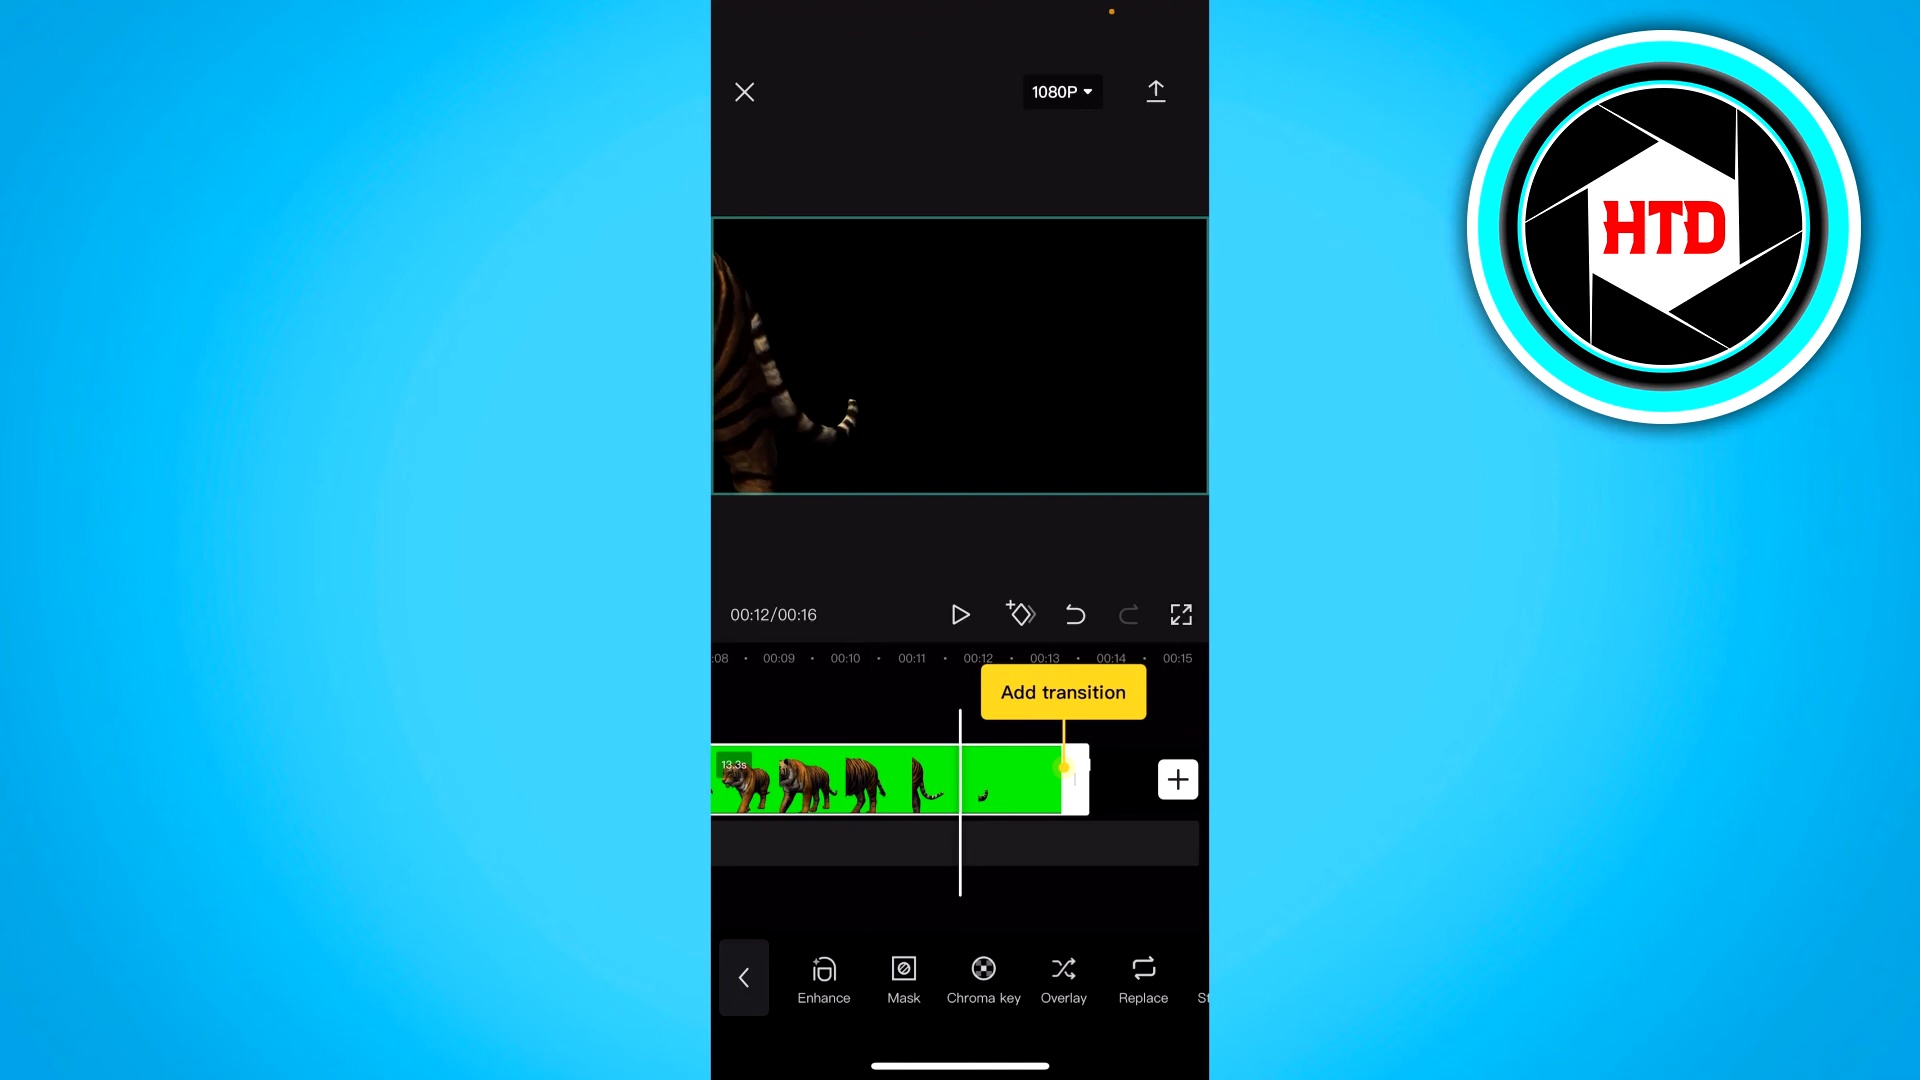 1080P
HTD
00:12/00:16
:08 00:09 00:10 00:11 00:12 00:13 00:14 00:15
Add transition
13.3s
Enhance Mask Chroma key Overlay Replace St